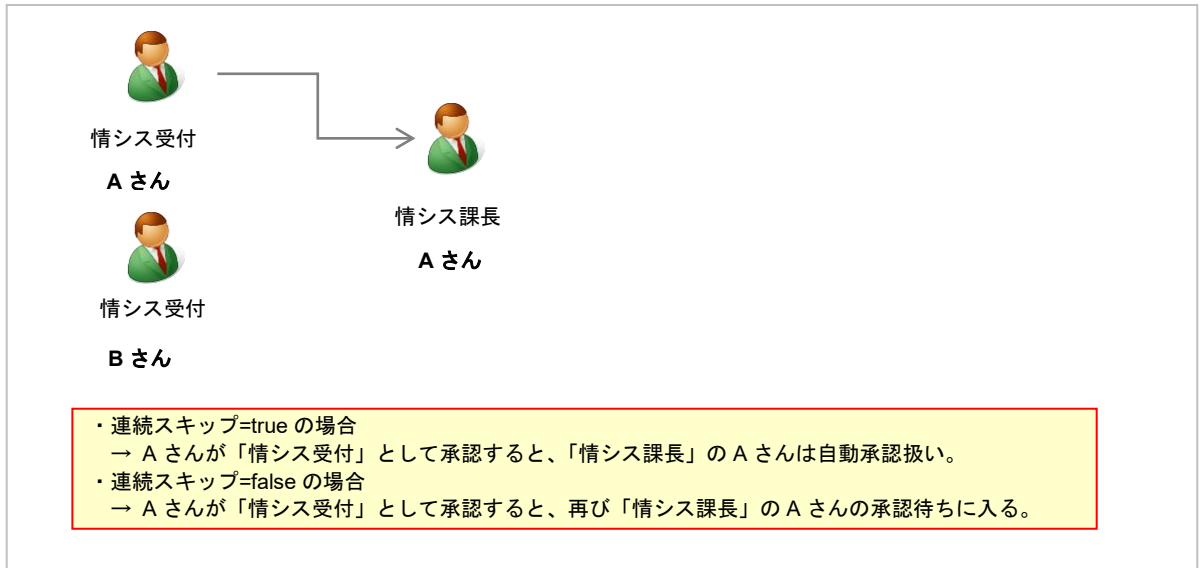 情シス受付
A さん
情シス課長
A さん
情シス受付
B さん
・連続スキップ=true の場合
→ A さんが「情シス受付」として承認すると、「情シス課長」の A さんは自動承認扱い。
・連続スキップ=false の場合
→ A さんが「情シス受付」として承認すると、再び「情シス課長」の A さんの承認待ちに入る。